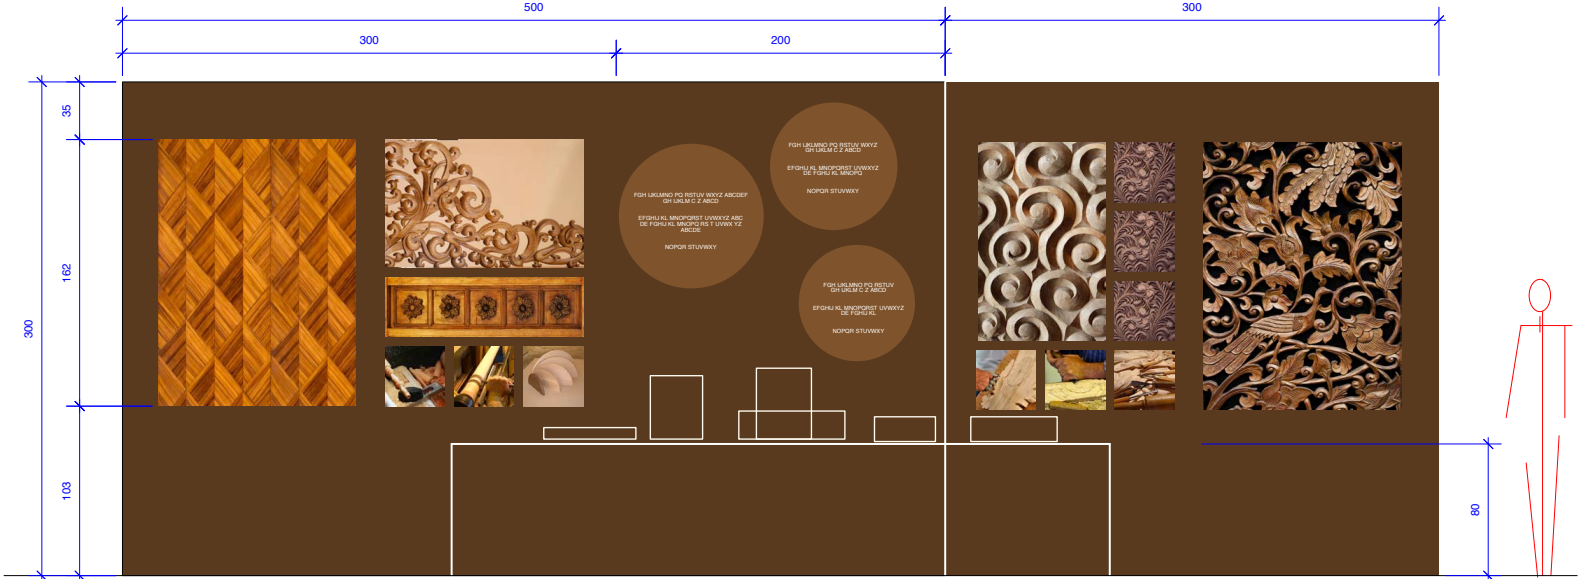 500
300
300
200
35
162
300
103
80
FGH IJKLMNO PQ RSTUV WXYZ ABCDEF
GH IJKLM C Z ABCD
EFGHIJ KL MNOPQRST UVWXYZ ABC
DE FGHIJ KL MNOPQ RS T UVWX YZ
ABCDE
NOPQR STUVWXY
FGH IJKLMNO PQ RSTUV WXYZ
GH IJKLM C Z ABCD
EFGHIJ KL MNOPQRST UVWXYZ
DE FGHIJ KL MNOPQ
NOPQR STUVWXY
FGH IJKLMNO PQ RSTUV
GH IJKLM C Z ABCD
EFGHIJ KL MNOPQRST UVWXYZ
DE FGHIJ KL
NOPQR STUVWXY